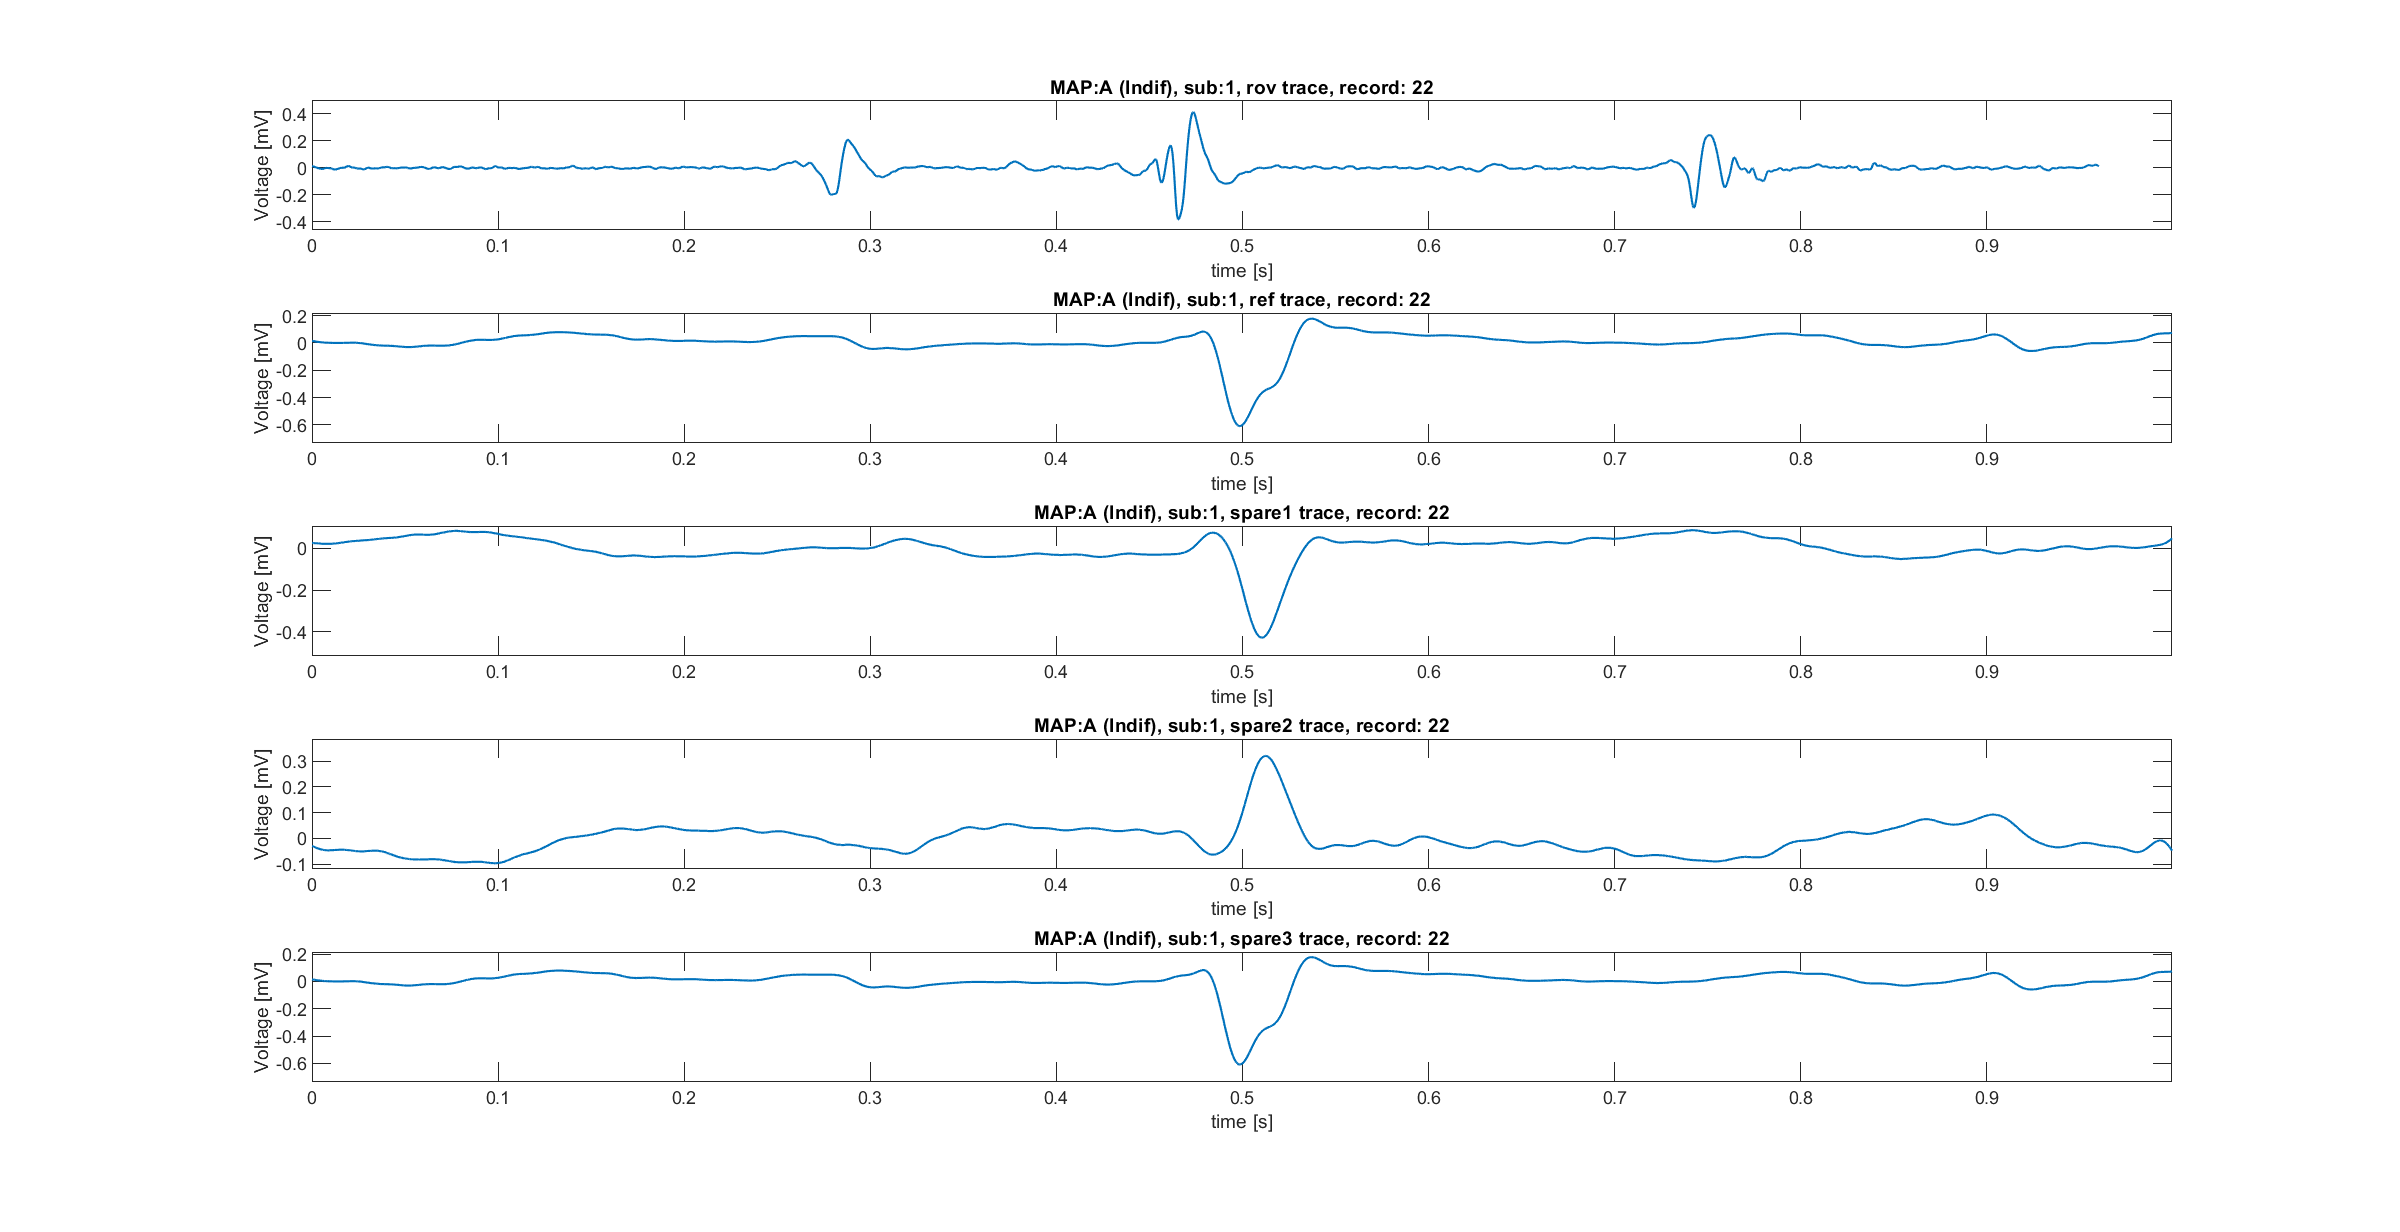 MAP:A (Indif), sub:1, rov trace, record: 22
Voltage [mV]
0.4
0.2
0
-0.2
-0.4
0 0.1 0.2 0.3 0.4 0.5 0.6 0.7 0.8 0.9
time [s]
MAP:A (Indif), sub:1, ref trace, record: 22
Voltage [mV]
0.2
0
-0.2
-0.4
-0.6
0 0.1 0.2 0.3 0.4 0.5 0.6 0.7 0.8 0.9
time [s]
MAP:A (Indif), sub:1, spare1 trace, record: 22
Voltage [mV]
0
-0.2
-0.4
0 0.1 0.2 0.3 0.4 0.5 0.6 0.7 0.8 0.9
time [s]
MAP:A (Indif), sub:1, spare2 trace, record: 22
Voltage [mV]
0.3
0.2
0.1
0
-0.1
0 0.1 0.2 0.3 0.4 0.5 0.6 0.7 0.8 0.9
time [s]
MAP:A (Indif), sub:1, spare3 trace, record: 22
Voltage [mV]
0.2
0
-0.2
-0.4
-0.6
0 0.1 0.2 0.3 0.4 0.5 0.6 0.7 0.8 0.9
time [s]